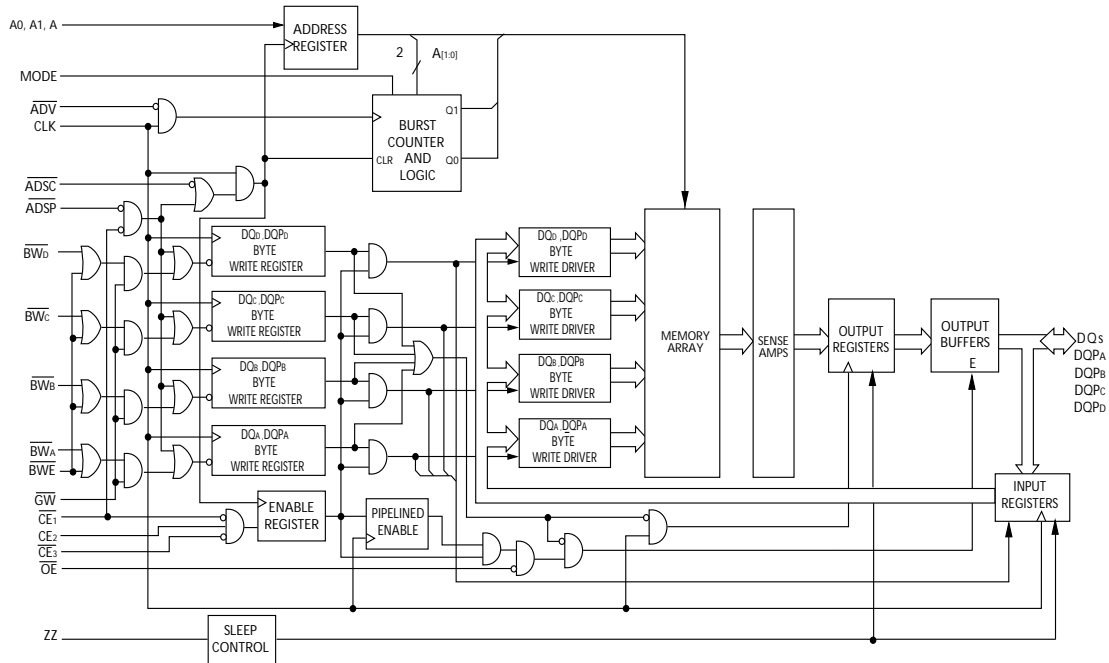 A0, A1, A
ADDRESS
REGISTER
2
A[1:0]
MODE
ADV
CLK
BURST
COUNTER
AND
LOGIC
CLR
Q1
Q0
ADSC
ADSP
BWD
BWC
BWB
BWA
BWE
GW
CE1
CE2
CE3
OE
ZZ
DQD ,DQPD
BYTE
WRITE REGISTER
DQC ,DQPC
BYTE
WRITE REGISTER
DQB ,DQPB
BYTE
WRITE REGISTER
DQA ,DQPA
BYTE
WRITE REGISTER
ENABLE
REGISTER
PIPELINED
ENABLE
DQD ,DQPD
BYTE
WRITE DRIVER
DQC ,DQPC
BYTE
WRITE DRIVER
DQB ,DQPB
BYTE
WRITE DRIVER
DQA ,DQPA
BYTE
WRITE DRIVER
MEMORY
ARRAY
SENSE
AMPS
OUTPUT
REGISTERS
OUTPUT
BUFFERS
E
DQs
DQPA
DQPB
DQPC
DQPD
INPUT
REGISTERS
SLEEP
CONTROL